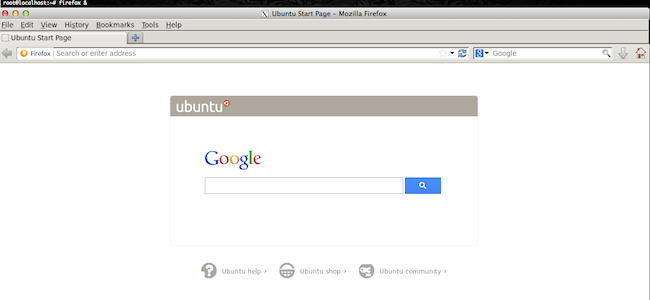 root@localhost:~# firefox &
Ubuntu Start Page - Mozilla Firefox
File Edit View History Bookmarks Tools Help
Ubuntu Start Page
Firefox Search or enter address Google
ubuntu
Google
Ubuntu help › Ubuntu shop › Ubuntu community ›